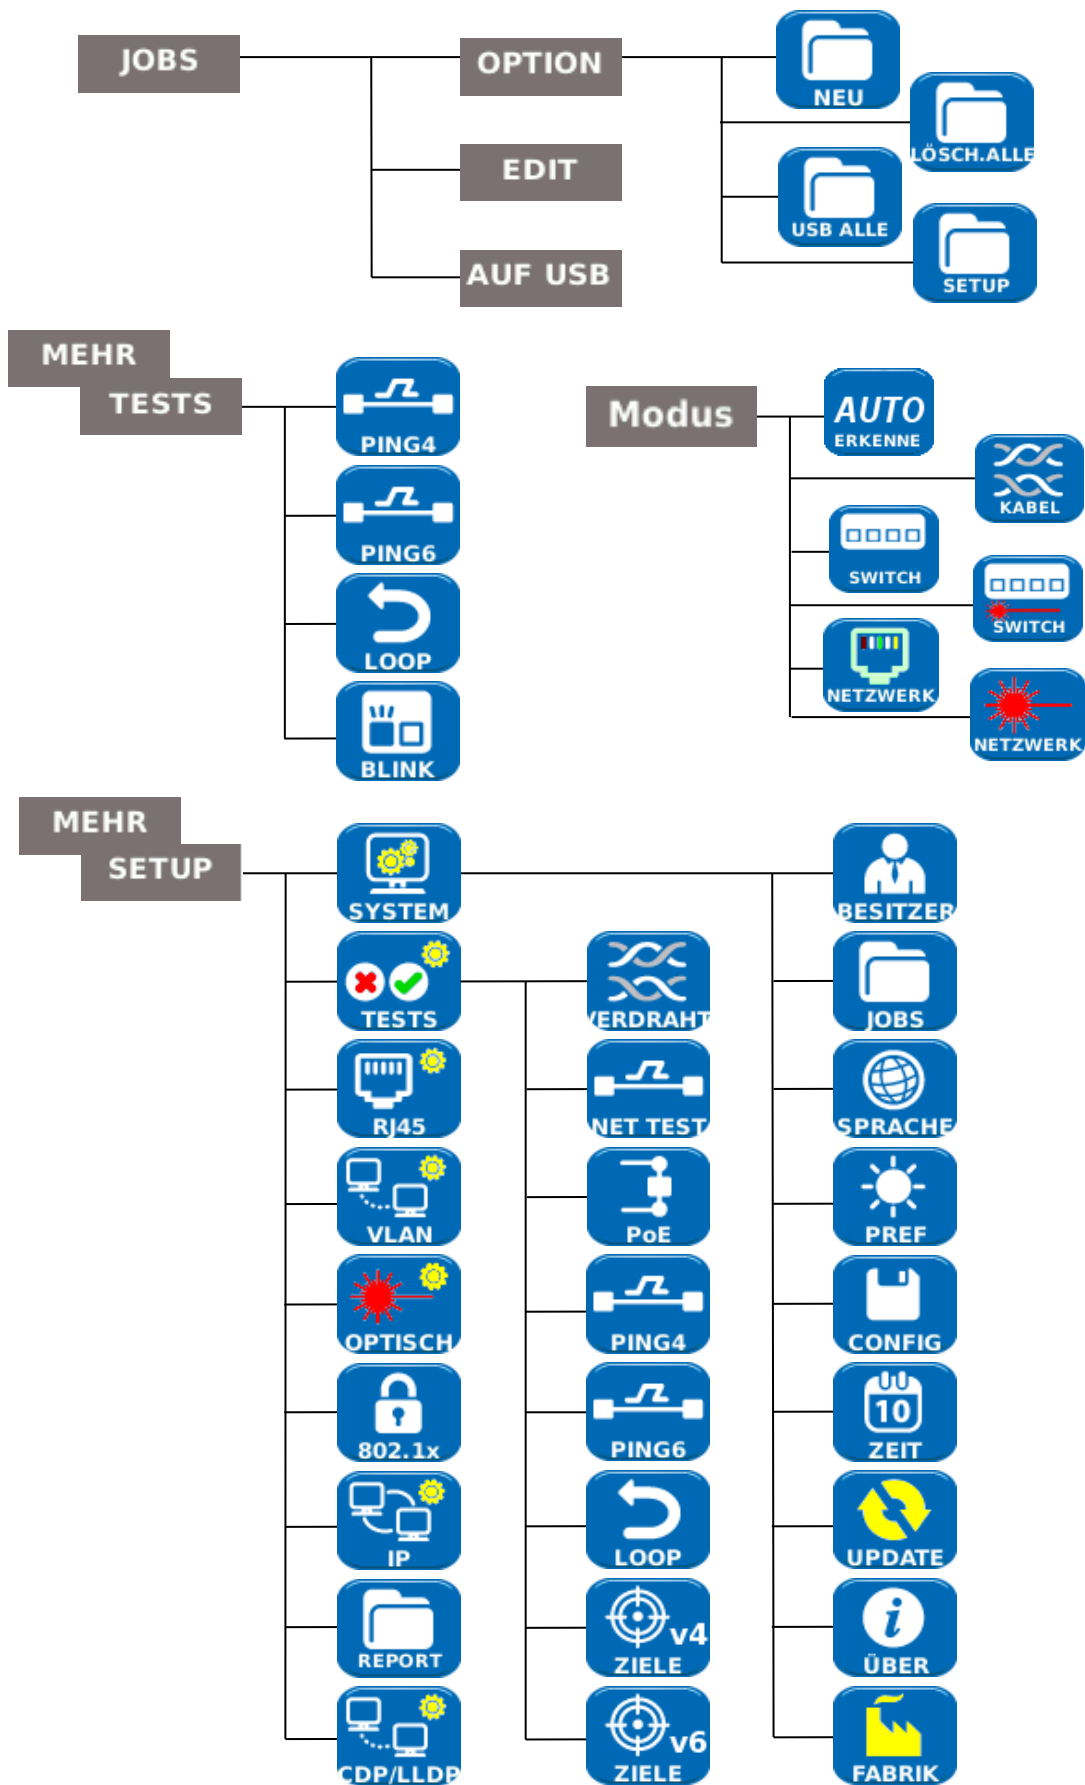 JOBS
OPTION
EDIT
AUF USB
NEU
LÖSCH.ALLE
USB ALLE
SETUP
MEHR
TESTS
PING4
PING6
LOOP
BLINK
Modus
AUTO
ERKENNE
KABEL
SWITCH
SWITCH
NETZWERK
NETZWERK
MEHR
SETUP
SYSTEM
TESTS
RJ45
VLAN
OPTISCH
802.1x
IP
REPORT
CDP/LLDP
VERDRAHT
NET TEST
PoE
PING4
PING6
LOOP
v4
ZIELE
v6
ZIELE
BESITZER
JOBS
SPRACHE
PREF
CONFIG
10
ZEIT
UPDATE
i
ÜBER
FABRIK